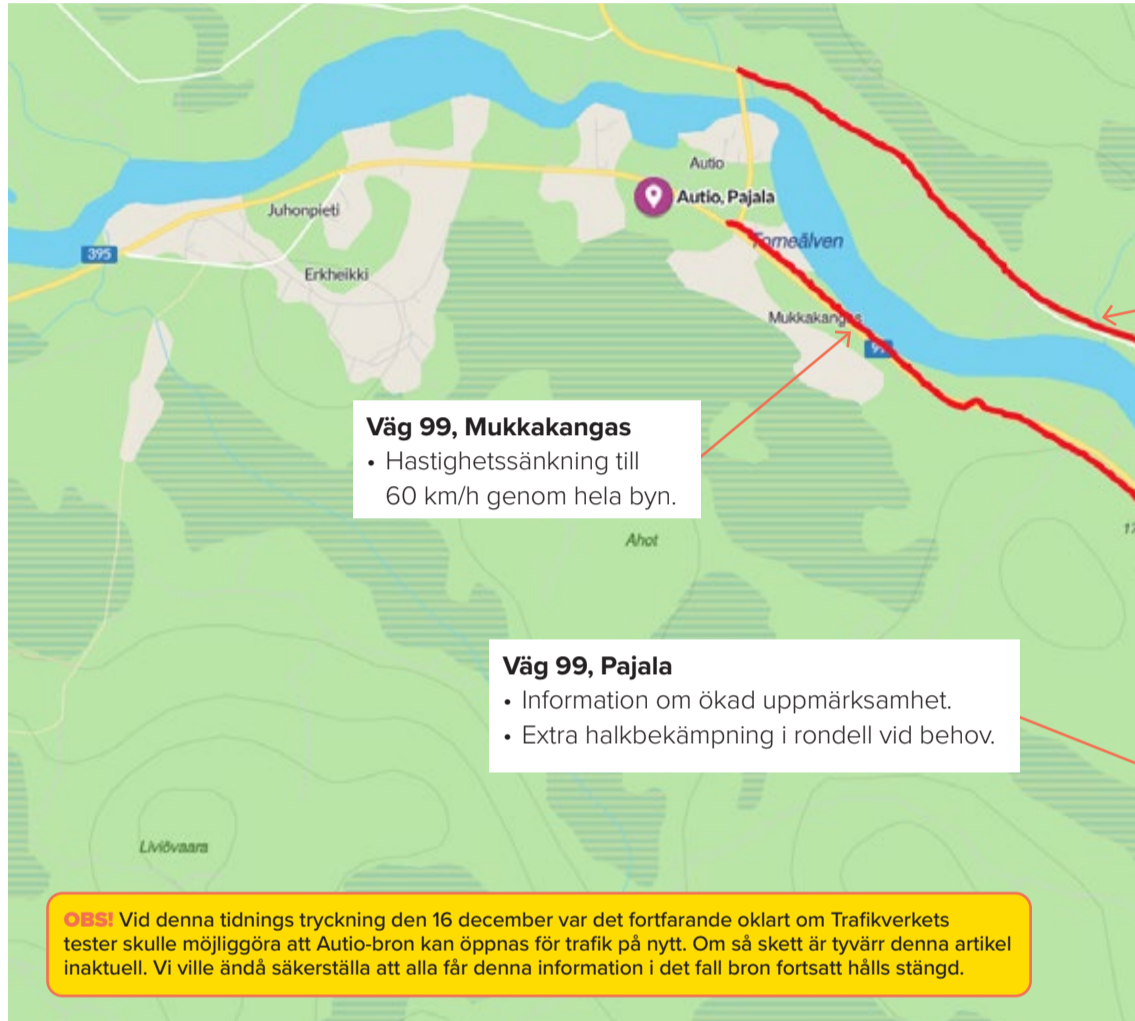 Autio
Autio, Pajala
Juhonpieti
Torneälven
395
Erkheikki
Mukkakangas
Väg 99, Mukkakangas
• Hastighetssänkning till
60 km/h genom hela byn.
Ahot
Väg 99, Pajala
• Information om ökad uppmärksamhet.
• Extra halkbekämpning i rondell vid behov.
Liviövaara
OBS! Vid denna tidnings tryckning den 16 december var det fortfarande oklart om Trafikverkets
tester skulle möjliggöra att Autio-bron kan öppnas för trafik på nytt. Om så skett är tyvärr denna artikel
inaktuell. Vi ville ändå säkerställa att alla får denna information i det fall bron fortsatt hålls stängd.